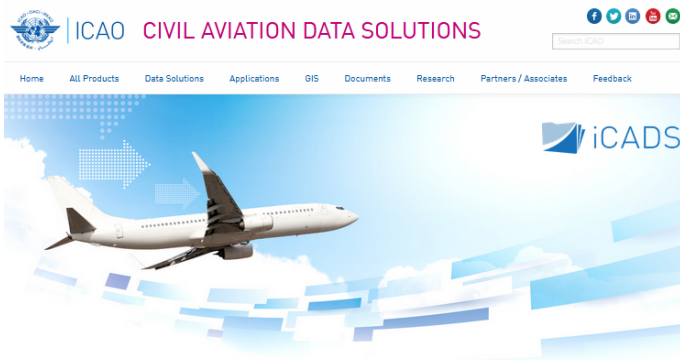 ICAO
CIVIL AVIATION DATA SOLUTIONS
Search ICAO
Home All Products Data Solutions Applications GIS Documents Research Partners / Associates Feedback
iCADS